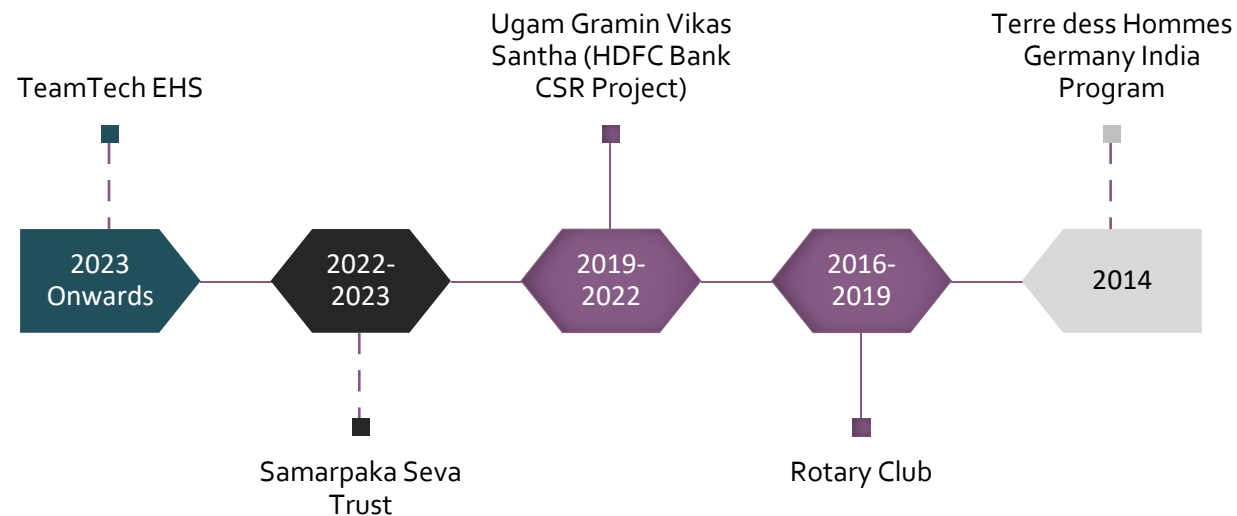 TeamTech EHS
Ugam Gramin Vikas
Santha (HDFC Bank
CSR Project)
Terre dess Hommes
Germany India
Program
2023
Onwards
2022-
2023
2019-
2022
2016-
2019
2014
Samarpaka Seva
Trust
Rotary Club